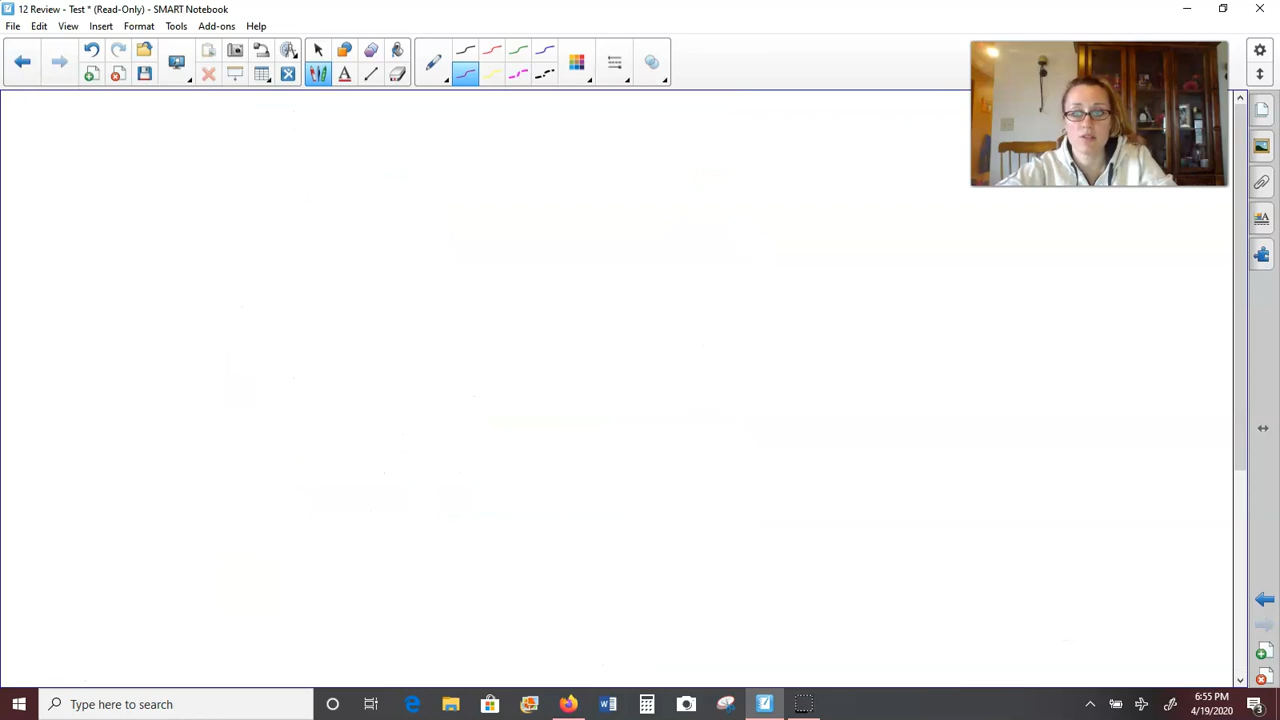 12 Review - Test * (Read-Only) - SMART Notebook
File Edit View Insert Format Tools Add-ons Help
Type here to search
6:55 PM
4/19/2020
3